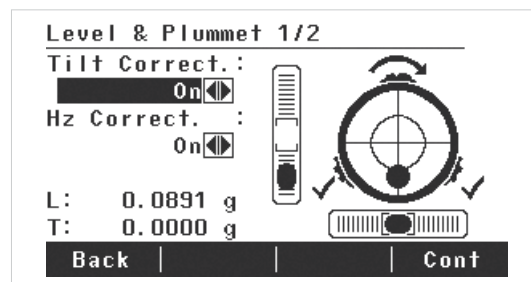 Level & Plummet 1/2
Tilt Correct.:
On
Hz Correct. :
On
L: 0.0891 g
T: 0.0000 g
Back | | | Cont